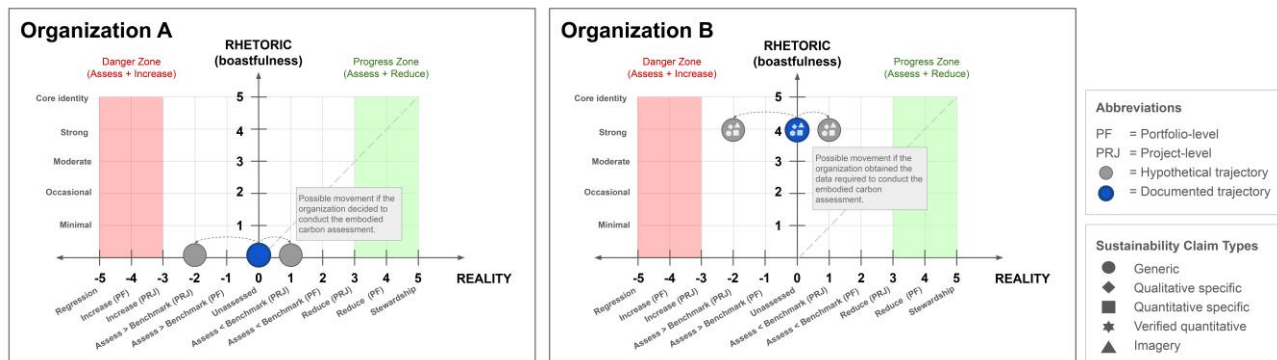 Organization A
RHETORIC
(boastfulness)
Danger Zone
(Assess + Increase)
Progress Zone
(Assess + Reduce)
Core identity
Strong
Moderate
Occasional
Minimal
5
4
3
2
1
Possible movement if the
organization decided to
conduct the embodied
carbon assessment.
-5 -4 -3 -2 -1 0 1 2 3 4 5
REALITY
Regression
Increase (PF)
Increase (PRJ)
Assess > Benchmark (PRJ)
Assess > Benchmark (PF)
Unassessed
Assess < Benchmark (PRJ)
Assess < Benchmark (PF)
Reduce (PRJ)
Reduce (PF)
Stewardship
Organization B
RHETORIC
(boastfulness)
Danger Zone
(Assess + Increase)
Progress Zone
(Assess + Reduce)
Core identity
Strong
Moderate
Occasional
Minimal
5
4
3
2
1
Possible movement if the
organization obtained the
data required to conduct the
embodied carbon
assessment.
-5 -4 -3 -2 -1 0 1 2 3 4 5
REALITY
Regression
Increase (PF)
Increase (PRJ)
Assess > Benchmark (PRJ)
Assess > Benchmark (PF)
Unassessed
Assess < Benchmark (PRJ)
Assess < Benchmark (PF)
Reduce (PRJ)
Reduce (PF)
Stewardship
Abbreviations
PF = Portfolio-level
PRJ = Project-level
= Hypothetical trajectory
= Documented trajectory
Sustainability Claim Types
Generic
Qualitative specific
Quantitative specific
Verified quantitative
Imagery